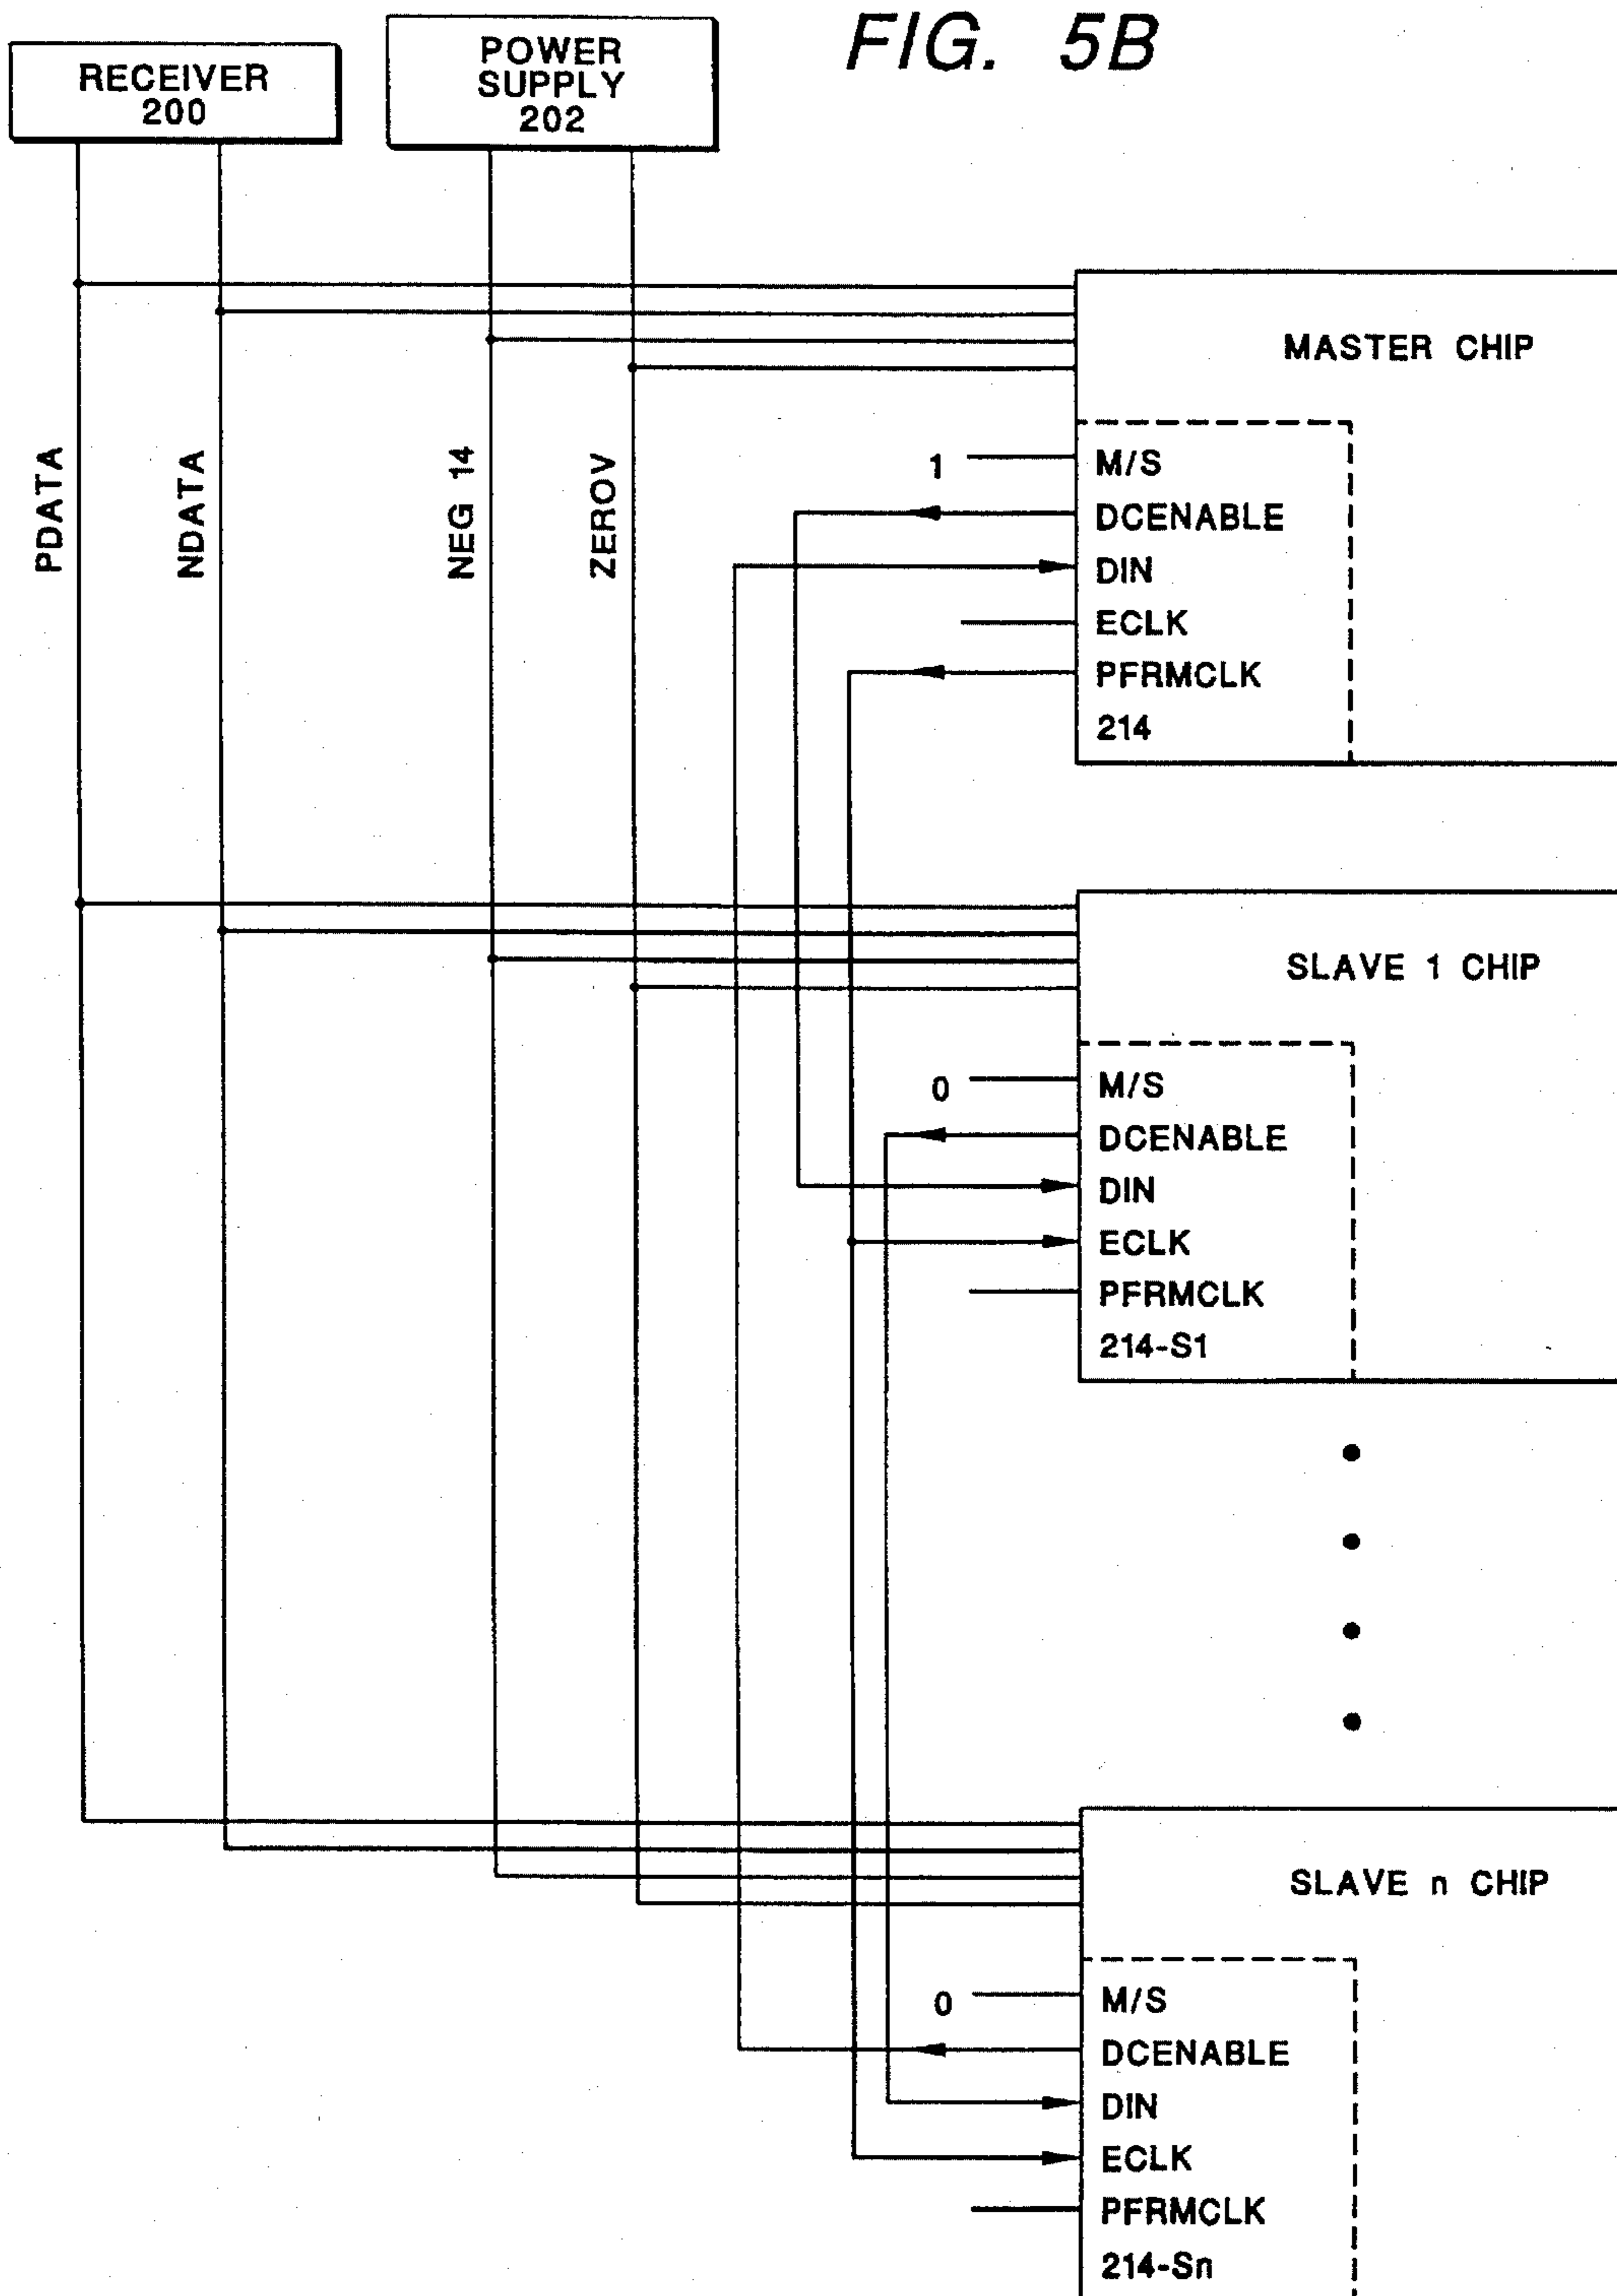 FIG. 5B
RECEIVER
200
POWER
SUPPLY
202
PDATA
NDATA
NEG 14
ZEROV
MASTER CHIP
1
M/S
DCENABLE
DIN
ECLK
PFRMCLK
214
SLAVE 1 CHIP
0
M/S
DCENABLE
DIN
ECLK
PFRMCLK
214-S1
SLAVE n CHIP
0
M/S
DCENABLE
DIN
ECLK
PFRMCLK
214-Sn